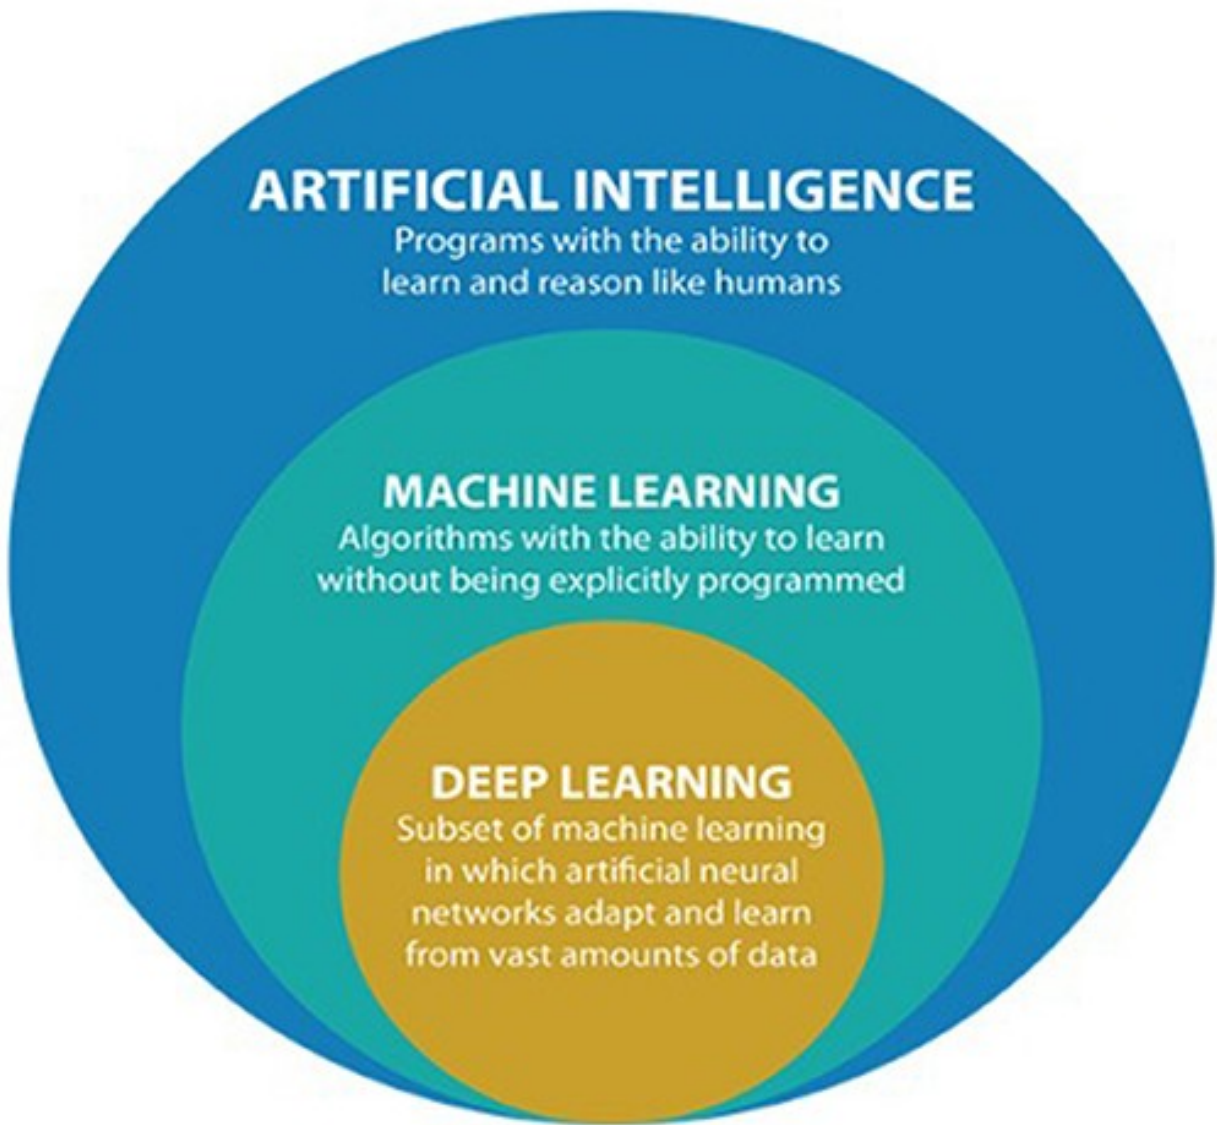 ARTIFICIAL INTELLIGENCE
Programs with the ability to
learn and reason like humans
MACHINE LEARNING
Algorithms with the ability to learn
without being explicitly programmed
DEEP LEARNING
Subset of machine learning
in which artificial neural
networks adapt and learn
from vast amounts of data